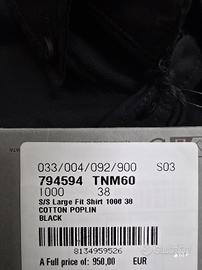 033/004/092/900 S03
794594 TNM60
1000 38
S/S Large Fit Shirt 1000 38
COTTON POPLIN
BLACK
8134959526
A Full price of: 950,00 EUR